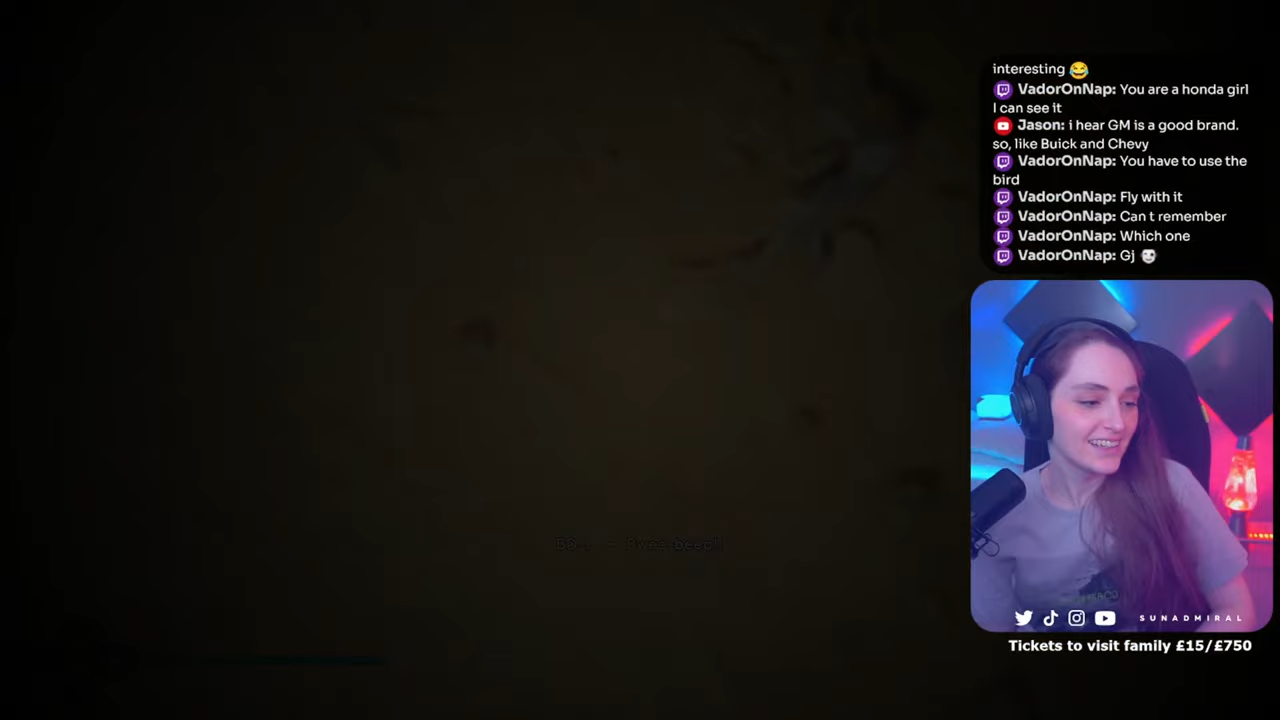 interesting 😂
VadorOnNap: You are a honda girl
I can see it
Jason: i hear GM is a good brand.
so, like Buick and Chevy
VadorOnNap: You have to use the
bird
VadorOnNap: Fly with it
VadorOnNap: Can t remember
VadorOnNap: Which one
VadorOnNap: Gj
SUNADMIRAL
Tickets to visit family £15/£750